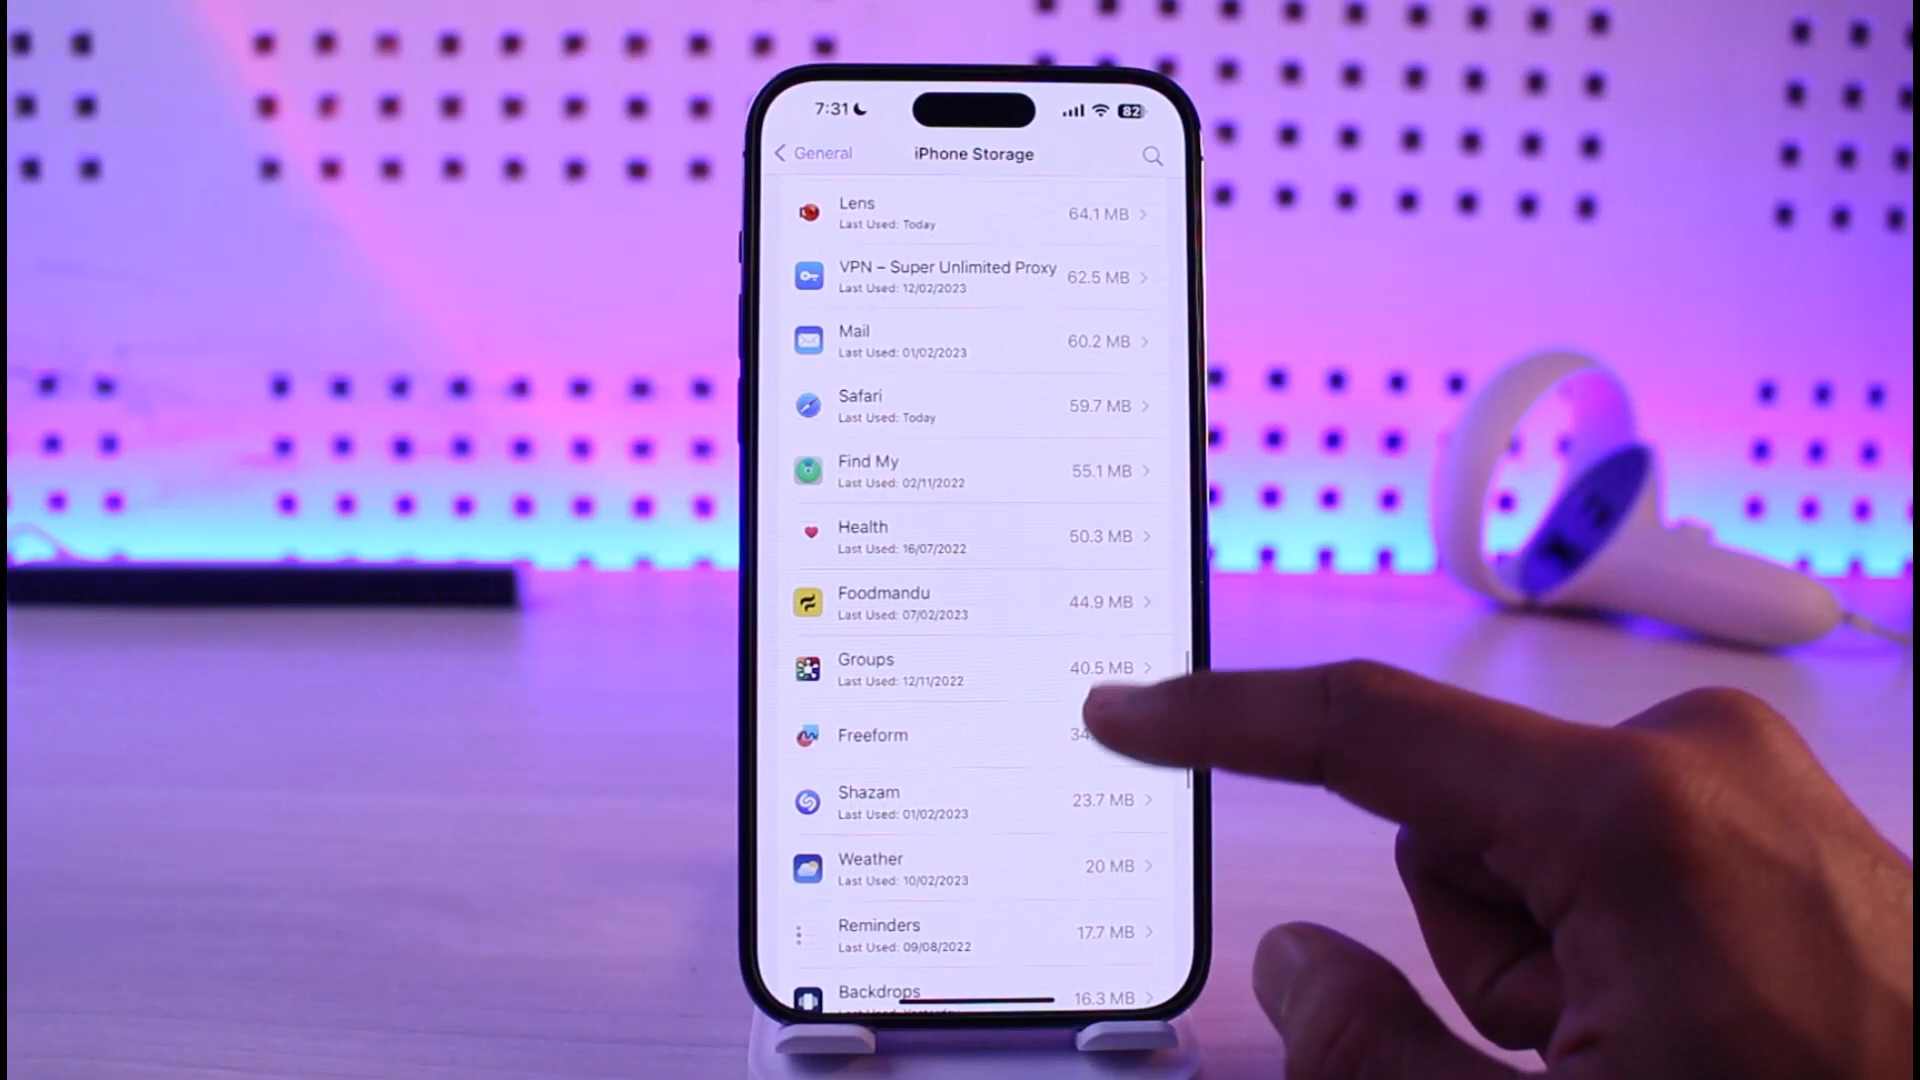 7:31
82
General
iPhone Storage
Lens
64.1 MB
Last Used: Today
VPN – Super Unlimited Proxy
62.5 MB
Last Used: 12/02/2023
Mail
60.2 MB
Last Used: 01/02/2023
Safari
59.7 MB
Last Used: Today
Find My
55.1 MB
Last Used: 02/11/2022
Health
50.3 MB
Last Used: 16/07/2022
Foodmandu
44.9 MB
Last Used: 07/02/2023
Groups
40.5 MB
Last Used: 12/11/2022
Freeform
34
Shazam
23.7 MB
Last Used: 01/02/2023
Weather
20 MB
Last Used: 10/02/2023
Reminders
17.7 MB
Last Used: 09/08/2022
Backdrops
16.3 MB